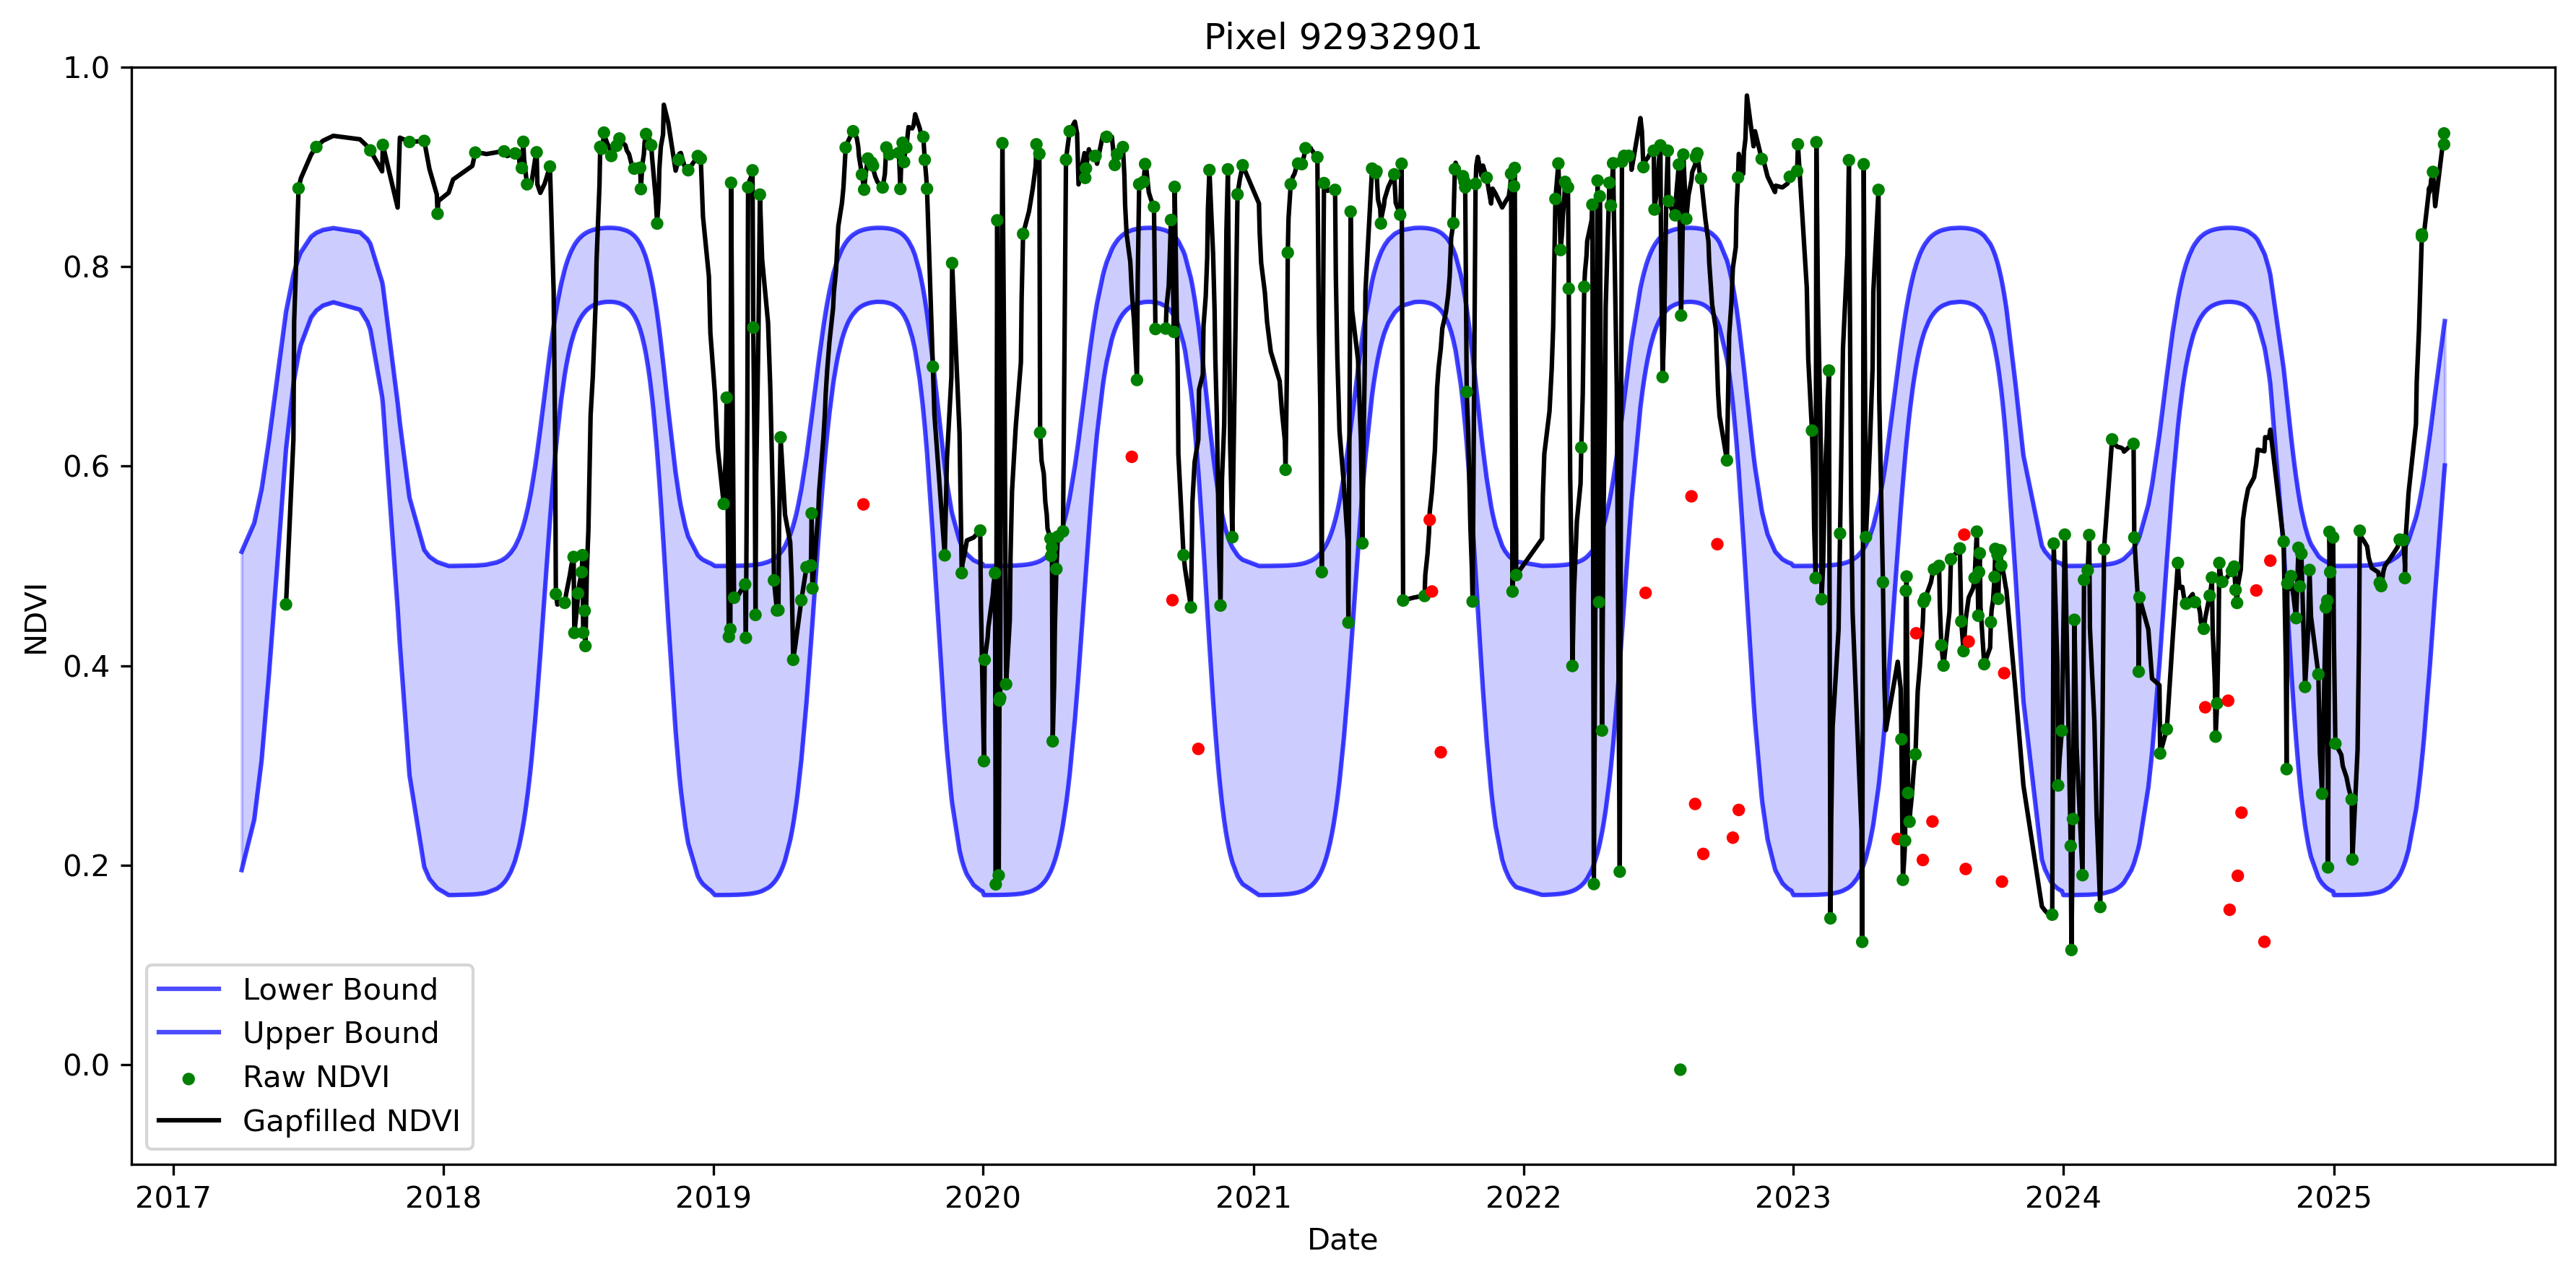 Pixel 92932901
1.0
0.8
0.6
0.4
0.2
0.0
NDVI
Lower Bound
Upper Bound
Raw NDVI
Gapfilled NDVI
2017 2018 2019 2020 2021 2022 2023 2024 2025
Date